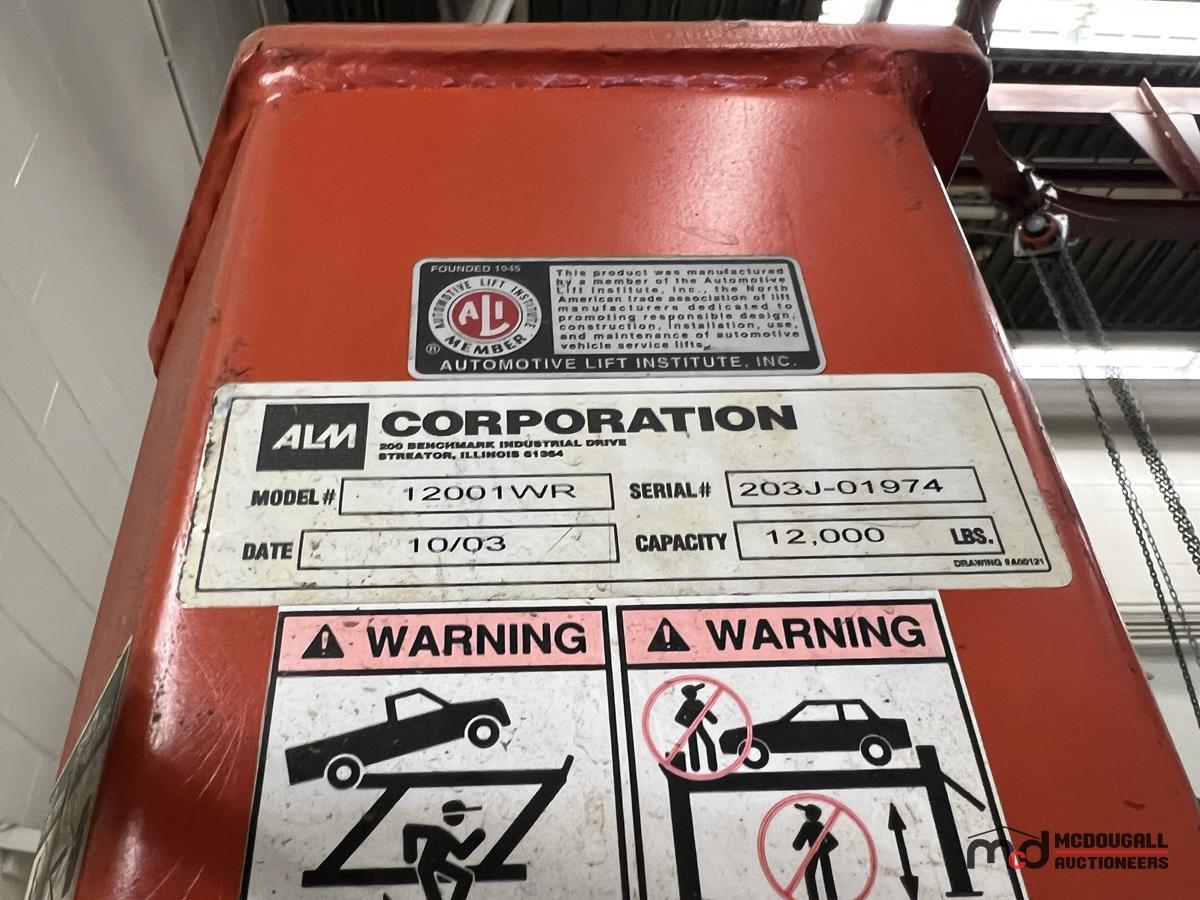 FOUNDED 1945
AUTOMOTIVE LIFT INSTITUTE
ALI
MEMBER
®
This product was manufactured
by a member of the Automotive
Lift Institute, Inc., the North
American trade association of lift
manufacturers dedicated to
promoting responsible design,
construction, installation, use,
and maintenance of automotive
vehicle service lifts.
AUTOMOTIVE LIFT INSTITUTE, INC.
ALM CORPORATION
200 BENCHMARK INDUSTRIAL DRIVE
STREATOR, ILLINOIS 61364
MODEL# 12001WR SERIAL# 203J-01974
DATE 10/03 CAPACITY 12,000 LBS.
DRAWING
WARNING WARNING
mcd MCDOUGALL
AUCTIONEERS